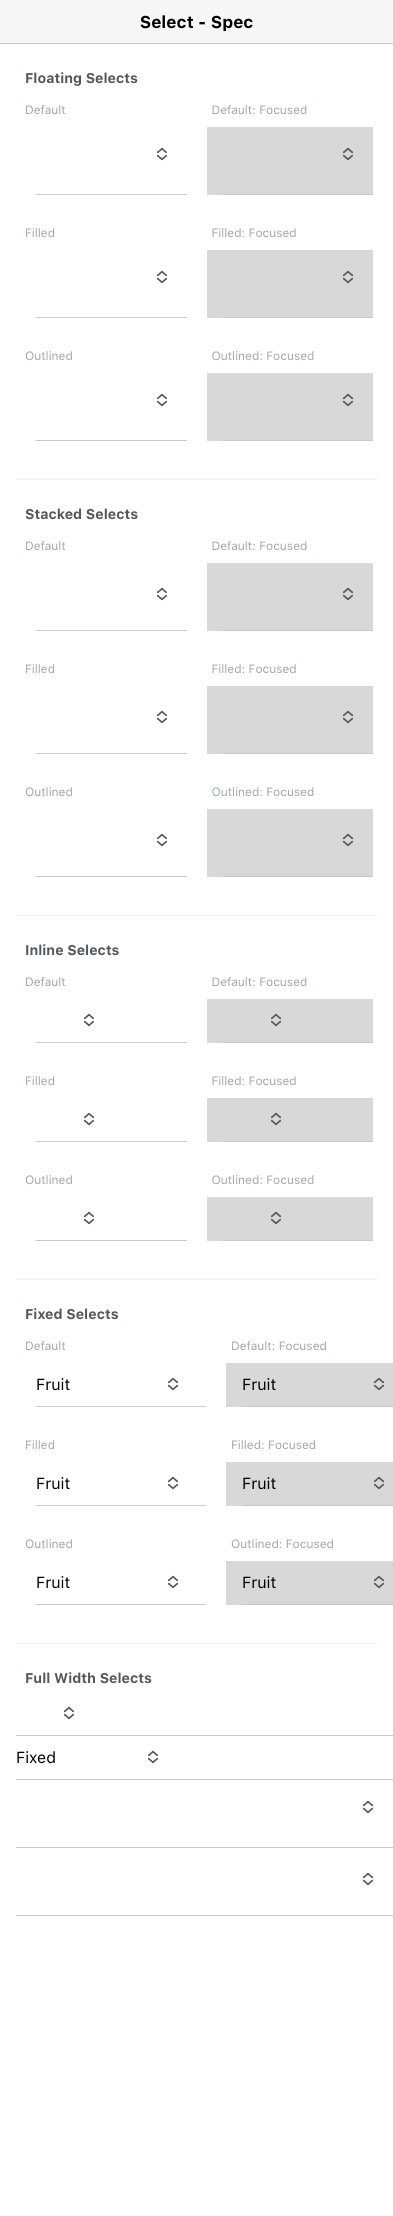 Select - Spec
Floating Selects
Default Default: Focused
Filled Filled: Focused
Outlined Outlined: Focused
Stacked Selects
Default Default: Focused
Filled Filled: Focused
Outlined Outlined: Focused
Inline Selects
Default Default: Focused
Filled Filled: Focused
Outlined Outlined: Focused
Fixed Selects
Default Default: Focused
Fruit Fruit
Filled Filled: Focused
Fruit Fruit
Outlined Outlined: Focused
Fruit Fruit
Full Width Selects
Fixed